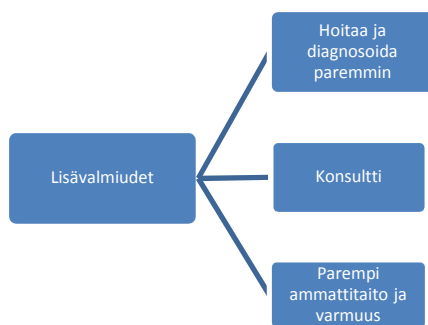 Hoitaa ja
diagnosoida
paremmin
Lisävalmiudet
Konsultti
Parempi
ammattitaito ja
varmuus